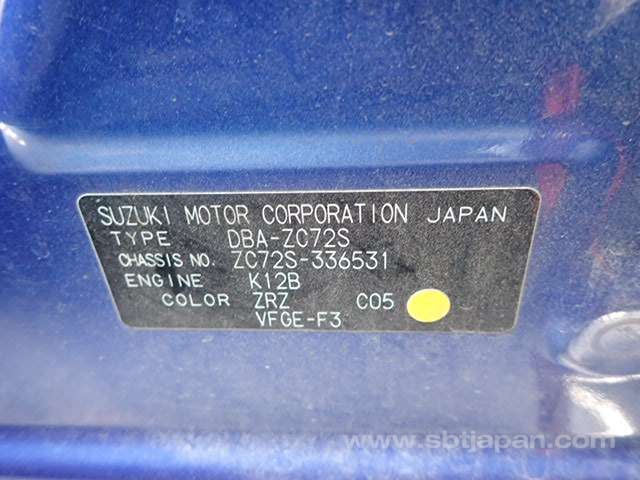 SUZUKI MOTOR CORPORATION JAPAN
TYPE DBA-ZC72S
CHASSIS NO. ZC72S-336531
ENGINE K12B
COLOR ZRZ C05
VFGE-F3
www.sbtjapan.com